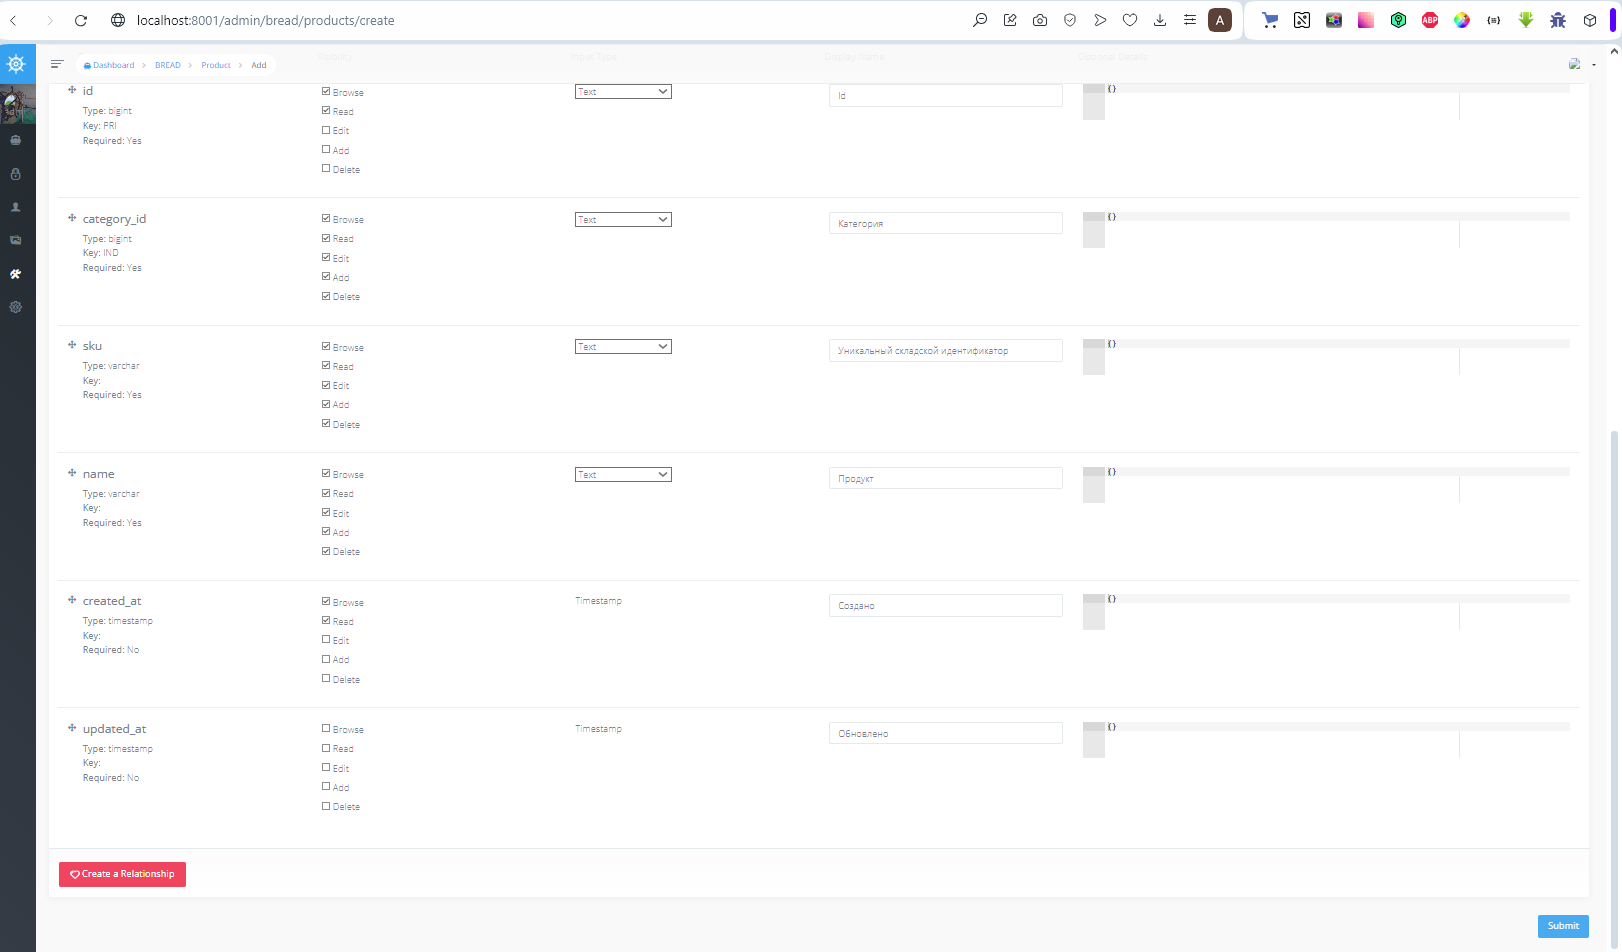 localhost:8001/admin/bread/products/create
A
ABP
Dashboard > BREAD > Product > Add
Visibility Input Type Display Name Optional Details
id
Type: bigint
Key: PRI
Required: Yes
Browse
Read
Edit
Add
Delete
Text
Id
{}
category_id
Type: bigint
Key: IND
Required: Yes
Browse
Read
Edit
Add
Delete
Text
Категория
{}
sku
Type: varchar
Key:
Required: Yes
Browse
Read
Edit
Add
Delete
Text
Уникальный складской идентификатор
{}
name
Type: varchar
Key:
Required: Yes
Browse
Read
Edit
Add
Delete
Text
Продукт
{}
created_at
Type: timestamp
Key:
Required: No
Browse
Read
Edit
Add
Delete
Timestamp
Создано
{}
updated_at
Type: timestamp
Key:
Required: No
Browse
Read
Edit
Add
Delete
Timestamp
Обновлено
{}
Create a Relationship
Submit